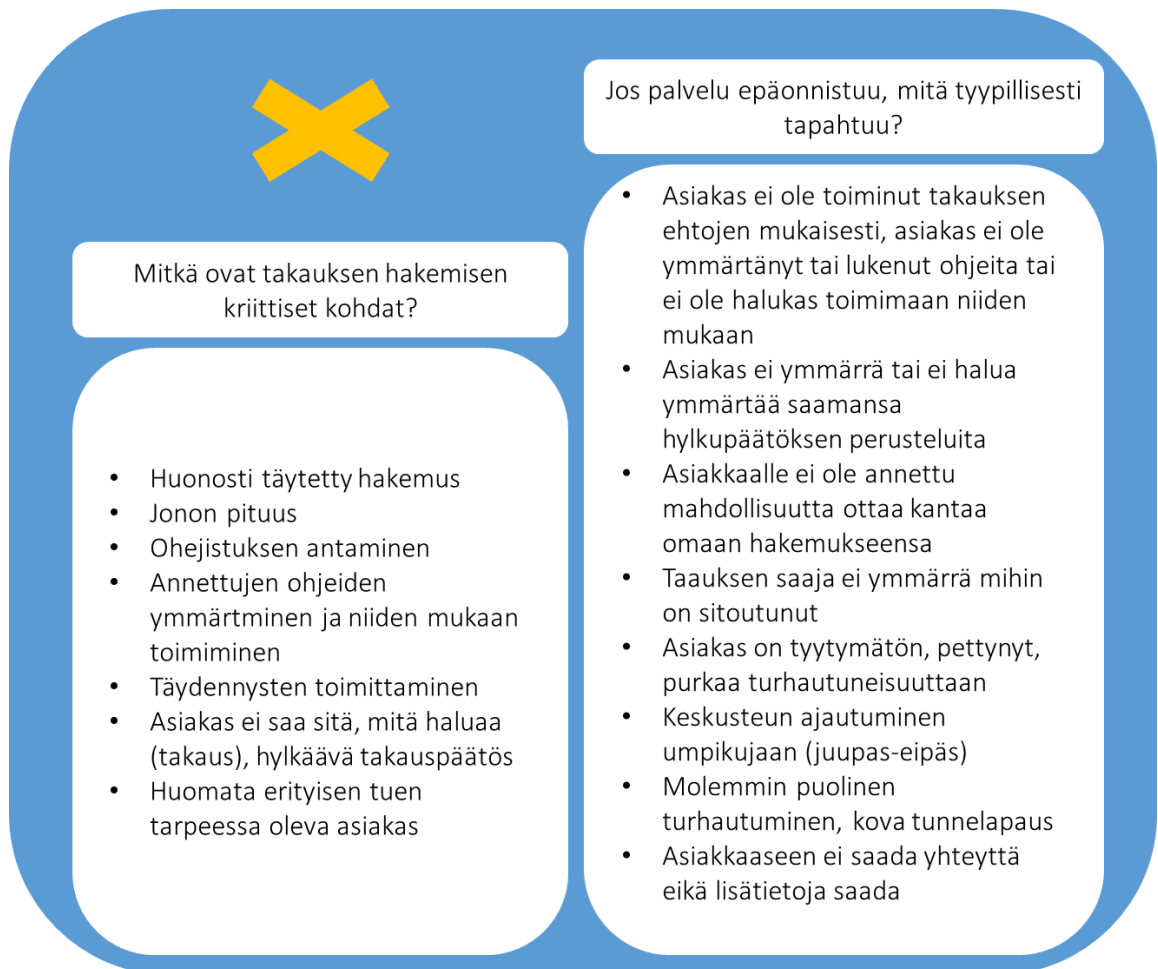 Mitkä ovat takauksen hakemisen
kriittiset kohdat?
• Huonosti täytetty hakemus
• Jonon pituus
• Ohejistuksen antaminen
• Annettujen ohjeiden
ymmärtminen ja niiden mukaan
toimiminen
• Täydennysten toimittaminen
• Asiakas ei saa sitä, mitä haluaa
(takaus), hylkäävä takauspäätös
• Huomata erityisen tuen
tarpeessa oleva asiakas
Jos palvelu epäonnistuu, mitä tyypillisesti
tapahtuu?
• Asiakas ei ole toiminut takauksen
ehtojen mukaisesti, asiakas ei ole
ymmärtänyt tai lukenut ohjeita tai
ei ole halukas toimimaan niiden
mukaan
• Asiakas ei ymmärrä tai ei halua
ymmärtää saamansa
hylkupäätöksen perusteluita
• Asiakkaalle ei ole annettu
mahdollisuutta ottaa kantaa
omaan hakemukseensa
• Taauksen saaja ei ymmärrä mihin
on sitoutunut
• Asiakas on tyytymätön, pettynyt,
purkaa turhautuneisuuttaan
• Keskusteun ajautuminen
umpikujaan (juupas-eipäs)
• Molemmin puolinen
turhautuminen, kova tunnelapaus
• Asiakkaaseen ei saada yhteyttä
eikä lisätietoja saada